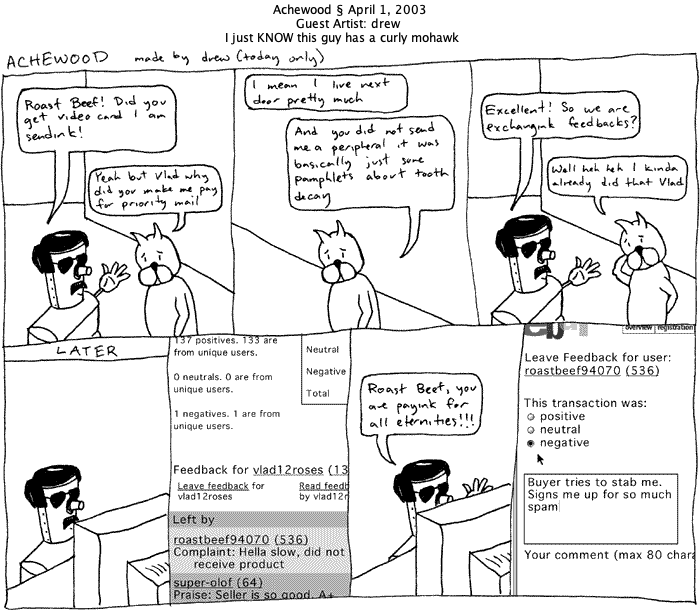 Achewood § April 1, 2003
Guest Artist: drew
I just KNOW this guy has a curly mohawk
ACHEWOOD made by drew (today only)
Roast Beef! Did you
get video card I am
sendink!
Yeah but Vlad why
did you make me pay
for priority mail
I mean I live next
door pretty much
And you did not send
me a peripheral it was
basically just some
pamphlets about tooth
decay
Excellent! So we are
exchangink feedbacks?
Well heh heh I kinda
already did that Vlad
LATER
137 positives. 133 are
from unique users.
0 neutrals. 0 are from
unique users.
1 negatives. 1 are from
unique users.
Neutral
Negative
Total
Feedback for vlad12roses (13
Leave feedback for
vlad12roses
Read feedb
by vlad12r
Left by
roastbeef94070 (536)
Complaint: Hella slow, did not
receive product
super-olof (64)
Praise: Seller is so good. A+
Roast Beef, you
are payink for
all eternities!!!
overview registration
Leave Feedback for user:
roastbeef94070 (536)
This transaction was:
positive
neutral
negative
Buyer tries to stab me.
Signs me up for so much
spam
Your comment (max 80 chara